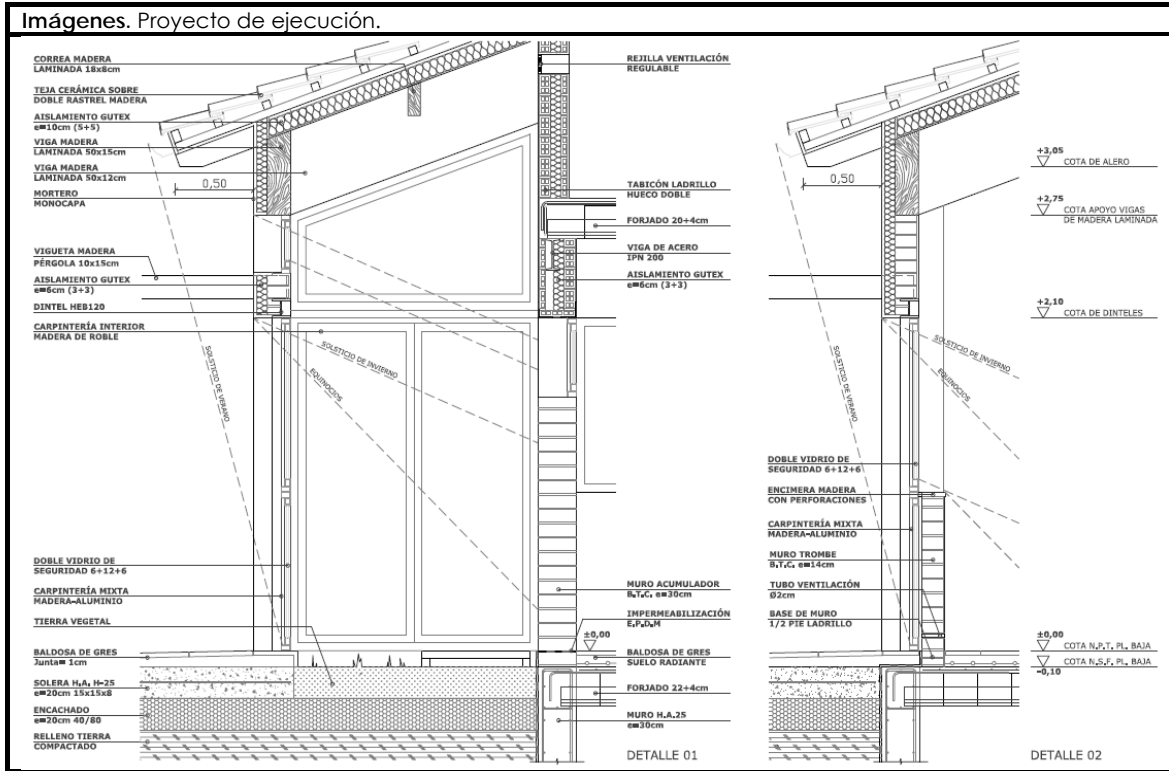 Imágenes. Proyecto de ejecución.
CORREA MADERA
LAMINADA 18x8cm
TEJA CERÁMICA SOBRE
DOBLE RASTREL MADERA
AISLAMIENTO GUTEX
e=10cm (5+5)
VIGA MADERA
LAMINADA 50x15cm
VIGA MADERA
LAMINADA 50x12cm
MORTERO
MONOCAPA
VIGUETA MADERA
PÉRGOLA 10x15cm
AISLAMIENTO GUTEX
e=6cm (3+3)
DINTEL HEB120
CARPINTERÍA INTERIOR
MADERA DE ROBLE
DOBLE VIDRIO DE
SEGURIDAD 6+12+6
CARPINTERÍA MIXTA
MADERA-ALUMINIO
TIERRA VEGETAL
BALDOSA DE GRES
Junta= 1cm
SOLERA H.A. H-25
e=20cm 15x15x8
ENCACHADO
e=20cm 40/80
RELLENO TIERRA
COMPACTADO
0,50
SOLSTICIO DE VERANO
SOLSTICIO DE INVIERNO
EQUINOCIOS
REJILLA VENTILACIÓN
REGULABLE
TABICÓN LADRILLO
HUECO DOBLE
FORJADO 20+4cm
VIGA DE ACERO
IPN 200
AISLAMIENTO GUTEX
e=6cm (3+3)
MURO ACUMULADOR
B.T.C. e=30cm
IMPERMEABILIZACIÓN
E.P.D.M
±0,00
BALDOSA DE GRES
SUELO RADIANTE
FORJADO 22+4cm
MURO H.A.25
e=30cm
DETALLE 01
0,50
SOLSTICIO DE VERANO
SOLSTICIO DE INVIERNO
EQUINOCIOS
DOBLE VIDRIO DE
SEGURIDAD 6+12+6
ENCIMERA MADERA
CON PERFORACIONES
CARPINTERÍA MIXTA
MADERA-ALUMINIO
MURO TROMBE
B.T.C. e=14cm
TUBO VENTILACIÓN
Ø2cm
BASE DE MURO
1/2 PIE LADRILLO
+3,05
COTA DE ALERO
+2,75
COTA APOYO VIGAS
DE MADERA LAMINADA
+2,10
COTA DE DINTELES
±0,00
COTA N.P.T. PL. BAJA
COTA N.S.F. PL. BAJA
-0,10
DETALLE 02